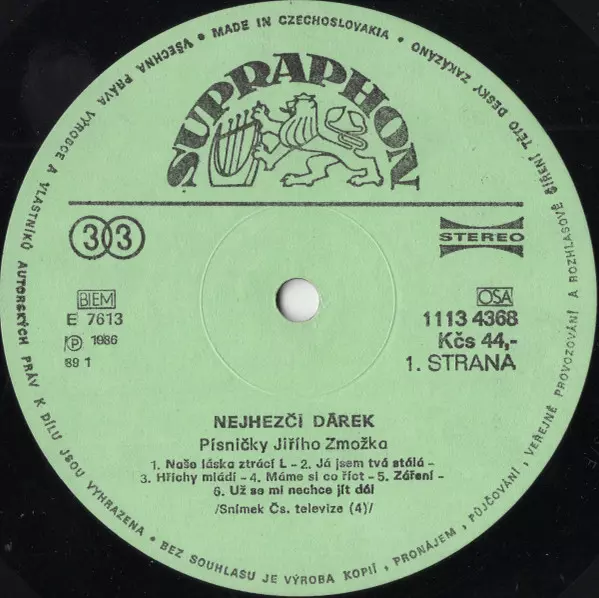 MADE IN CZECHOSLOVAKIA • VŠECHNA PRÁVA VÝROBCE A VLASTNÍKŮ AUTORSKÝCH PRÁV K DÍLU JSOU VYHRAZENA • BEZ SOUHLASU JE VÝROBA KOPIÍ, PRONÁJEM, PŮJČOVÁNÍ, VEŘEJNÉ PROVOZOVÁNÍ A ROZHLASOVÉ ŠÍŘENÍ TÉTO DESKY ZAKÁZÁNO •
SUPRAPHON
33
STEREO
BIEM
E 7613
℗ 1986
89 1
OSA
1113 4368
Kčs 44,-
1. STRANA
NEJHEZČÍ DÁREK
Písničky Jiřího Zmožka
1. Naše láska ztrácí L – 2. Já jsem tvá stálá –
3. Hříchy mládí – 4. Máme si co říct – 5. Záření –
6. Už se mi nechce jít dál
/Snímek Čs. televize (4)/